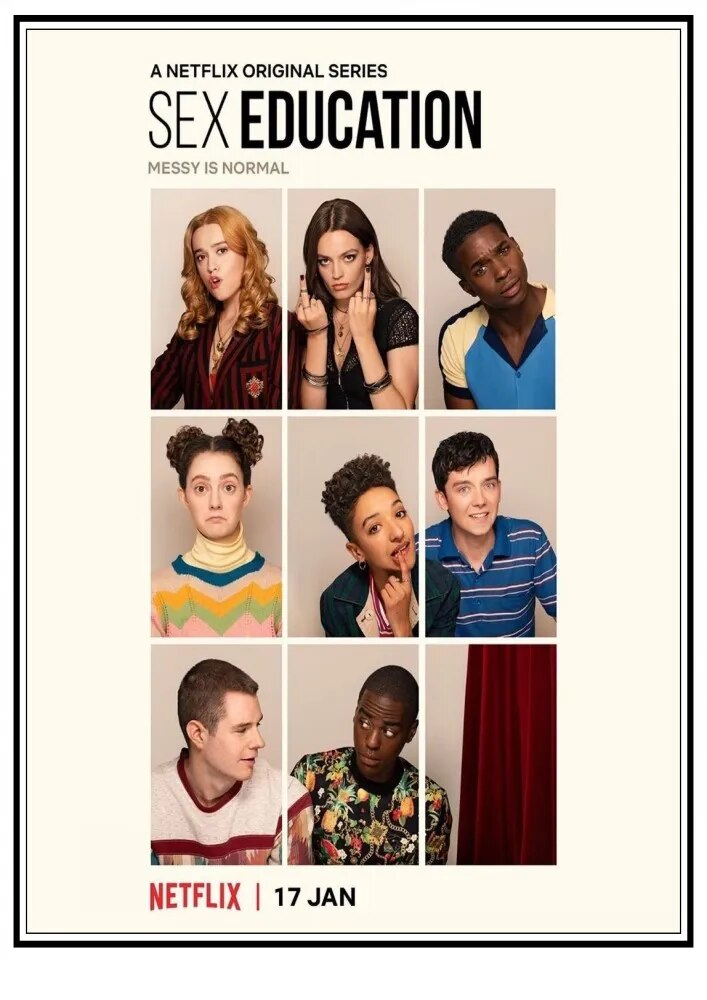 A NETFLIX ORIGINAL SERIES
SEX EDUCATION
MESSY IS NORMAL
NETFLIX | 17 JAN